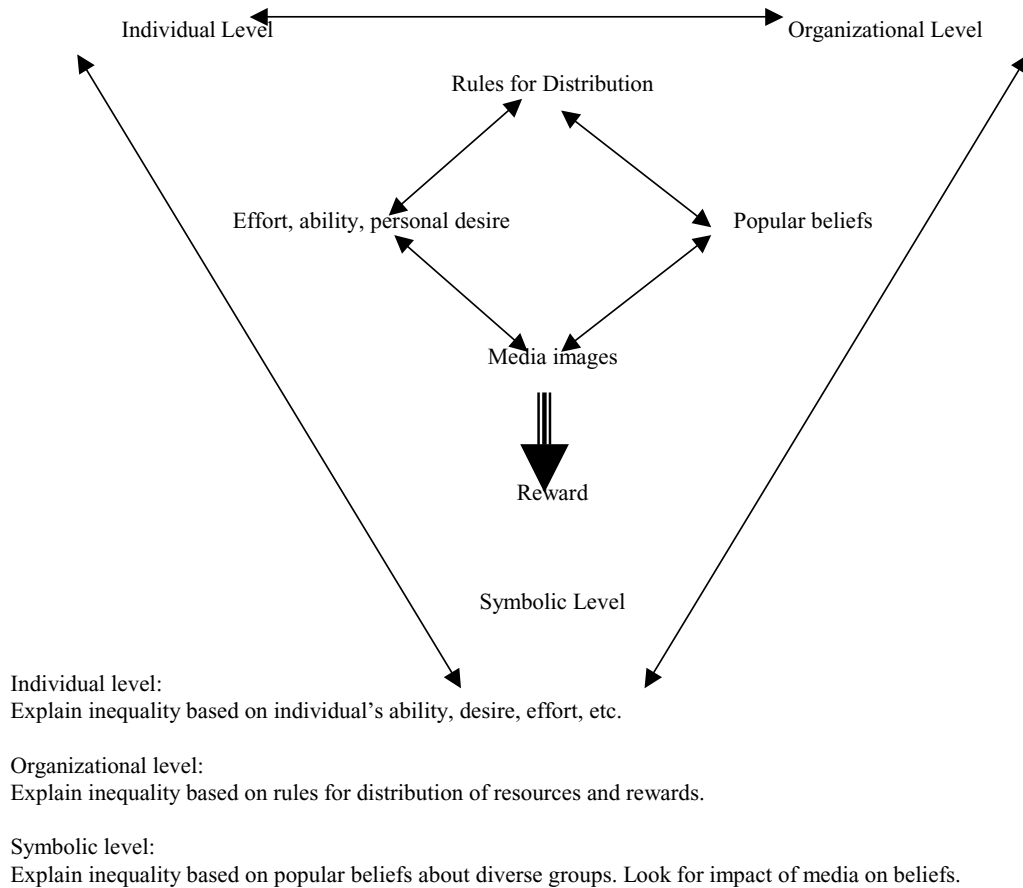 Individual Level
Organizational Level
Rules for Distribution
Effort, ability, personal desire
Popular beliefs
Media images
Reward
Symbolic Level
Individual level:
Explain inequality based on individual’s ability, desire, effort, etc.
Organizational level:
Explain inequality based on rules for distribution of resources and rewards.
Symbolic level:
Explain inequality based on popular beliefs about diverse groups. Look for impact of media on beliefs.